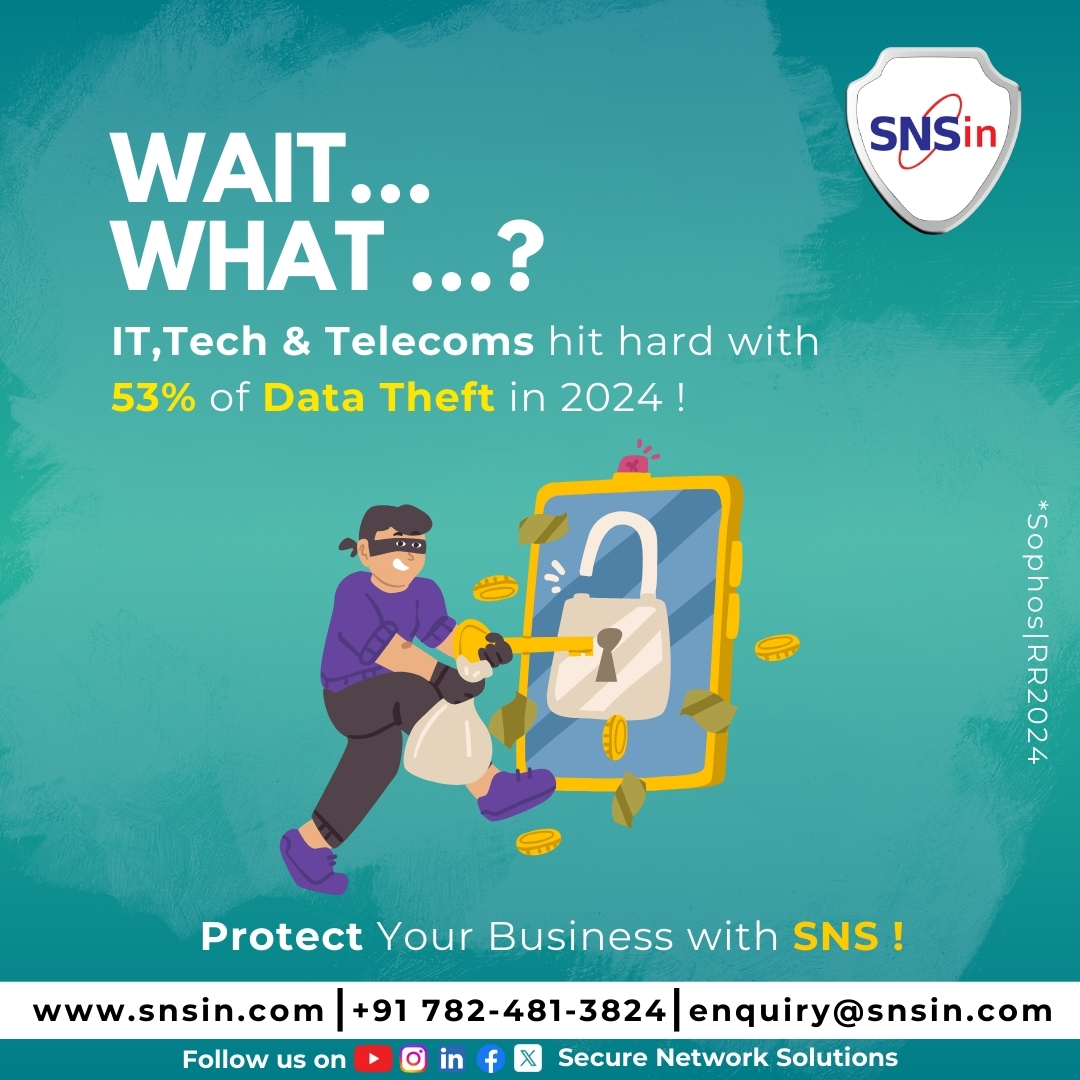 SNSin
WAIT...
WHAT ...?
IT,Tech & Telecoms hit hard with
53% of Data Theft in 2024 !
*Sophos|RR2024
Protect Your Business with SNS !
www.snsin.com |+91 782-481-3824|enquiry@snsin.com
Follow us on Secure Network Solutions